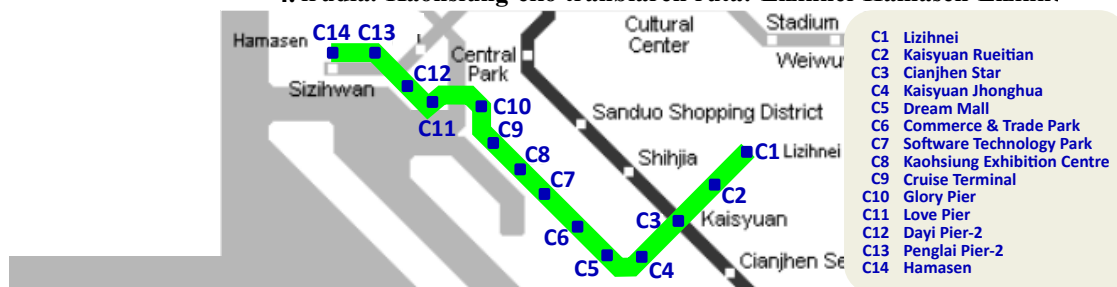 Hamasen
C14
C13
Sizihwan
C12
C11
Central
Park
C10
C9
C8
C7
C6
C5
C4
C3
C2
C1
Lizihnei
Cultural
Center
Stadium
Sanduo Shopping District
Shihjia
Kaisyuan
Cianjhen
C1 Lizihnei
C2 Kaisyuan Rueitian
C3 Cianjhen Star
C4 Kaisyuan Jhonghua
C5 Dream Mall
C6 Commerce & Trade Park
C7 Software Technology Park
C8 Kaohsiung Exhibition Centre
C9 Cruise Terminal
C10 Glory Pier
C11 Love Pier
C12 Dayi Pier-2
C13 Penglai Pier-2
C14 Hamasen